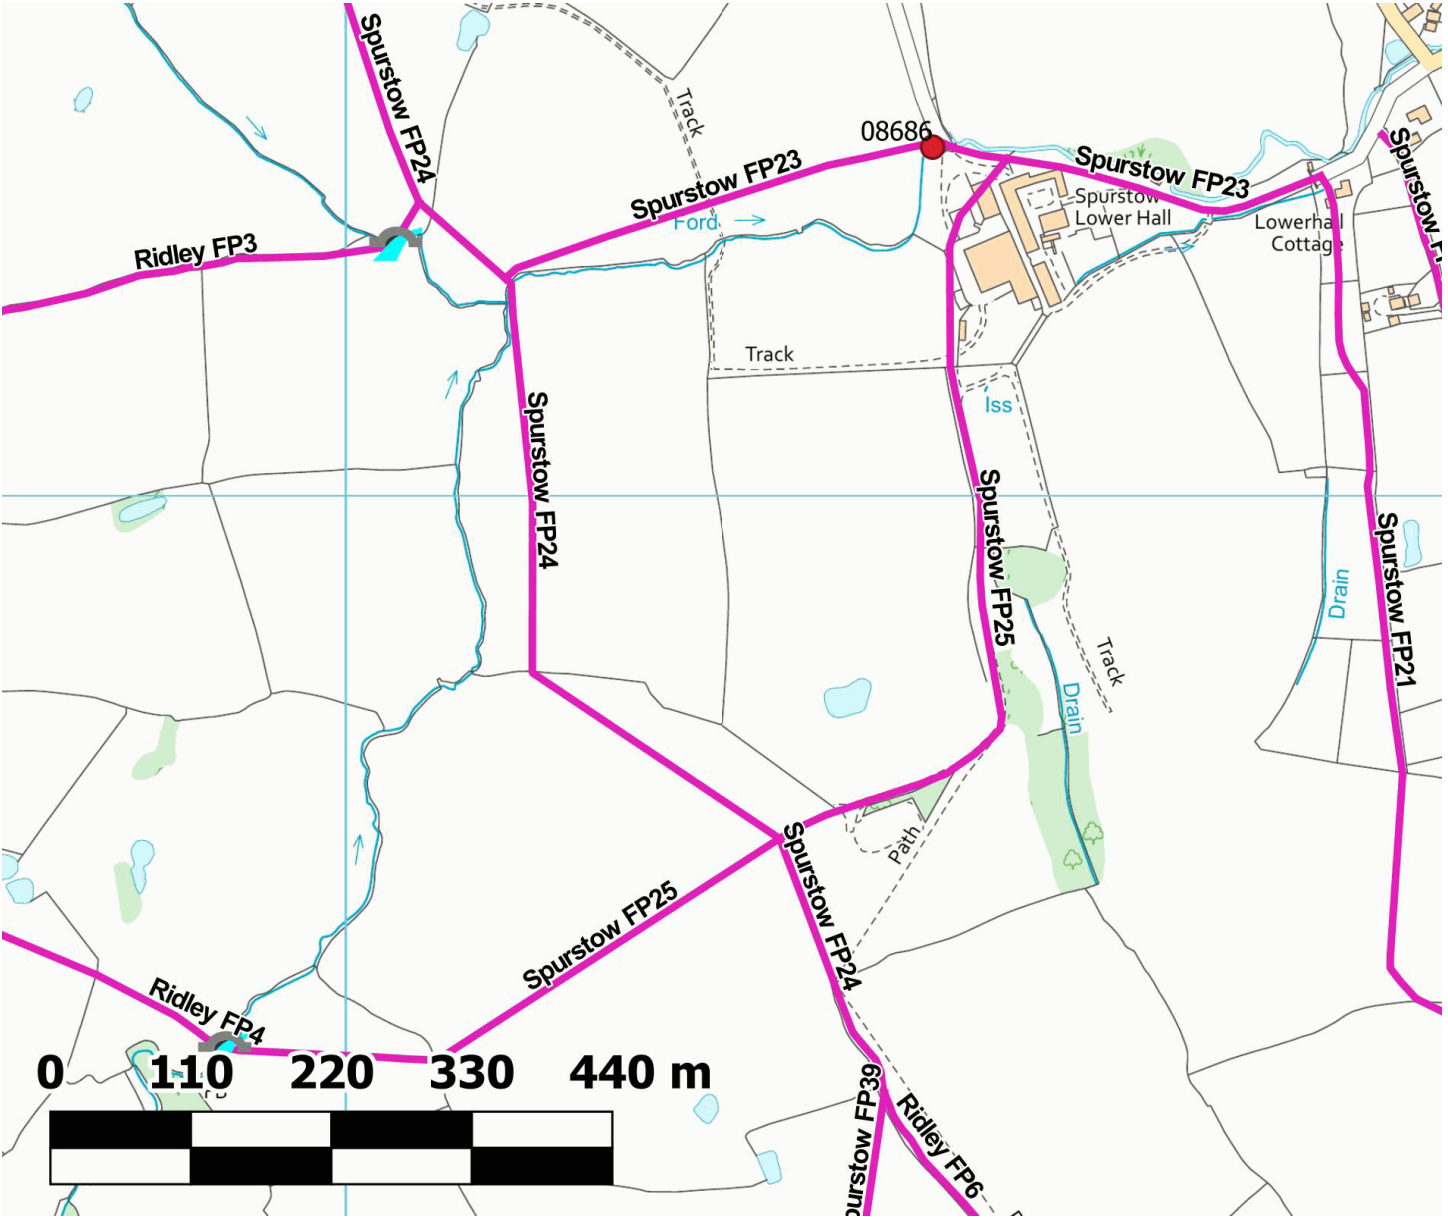 Spurstow FP24
Track
08686
Spurstow FP23
Spurstow FP23
Spurstow
Lower Hall
Lowerhall
Cottage
Ford
Ridley FP3
Track
Iss
Spurstow FP24
Spurstow FP25
Spurstow FP21
Drain
Track
Drain
Path
Spurstow FP24
Spurstow FP25
Ridley FP4
0 110 220 330 440 m
Ridley FP6